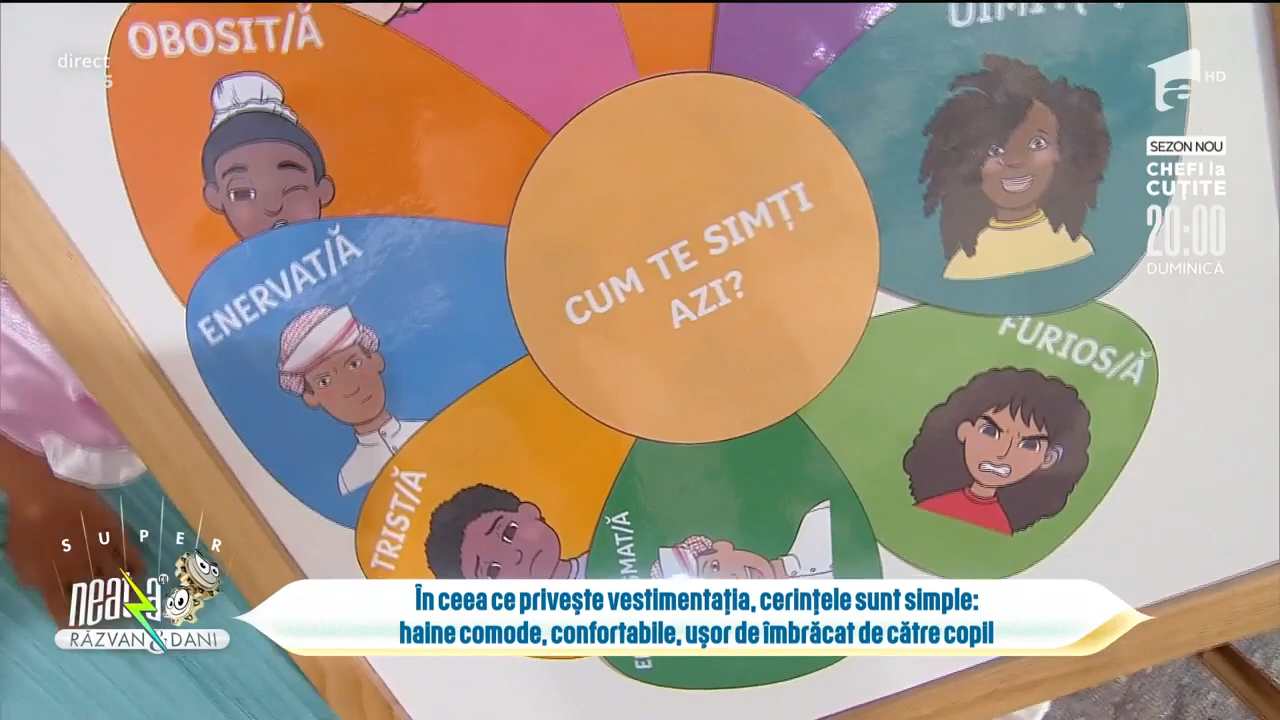 OBOSIT/Ă
direct
HD
SEZON NOU
CHEFI la
CUȚITE
20:00
DUMINICĂ
ENERVAT/Ă
CUM TE SIMȚI
AZI?
FURIOS/Ă
TRIST/Ă
SUPER
neatza
cu
RĂZVAN & DANI
În ceea ce privește vestimentația, cerințele sunt simple:
haine comode, confortabile, ușor de îmbrăcat de către copil